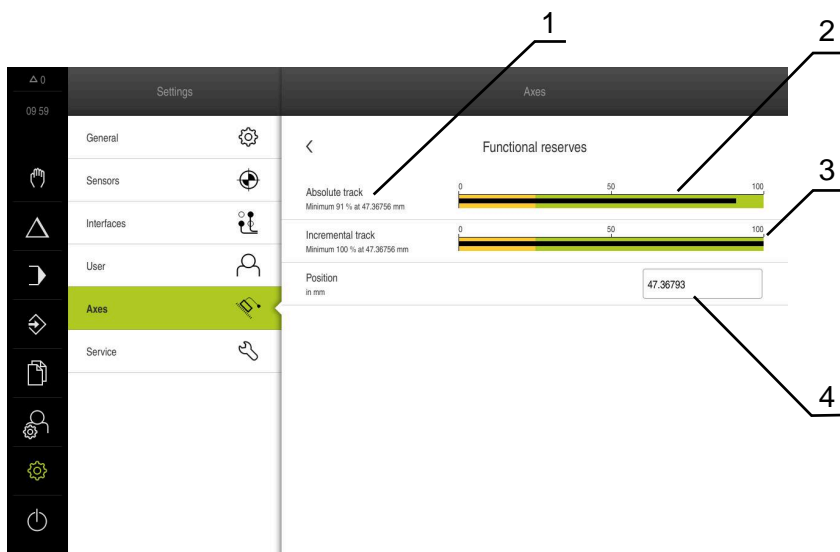 1
2
△ 0
Settings
Axes
09 59
General
Functional reserves
3
Sensors
Absolute track
Minimum 91 % at 47.36756 mm
0
50
100
Interfaces
Incremental track
Minimum 100 % at 47.36756 mm
0
50
100
User
Position
in mm
47.36793
Axes
Service
4